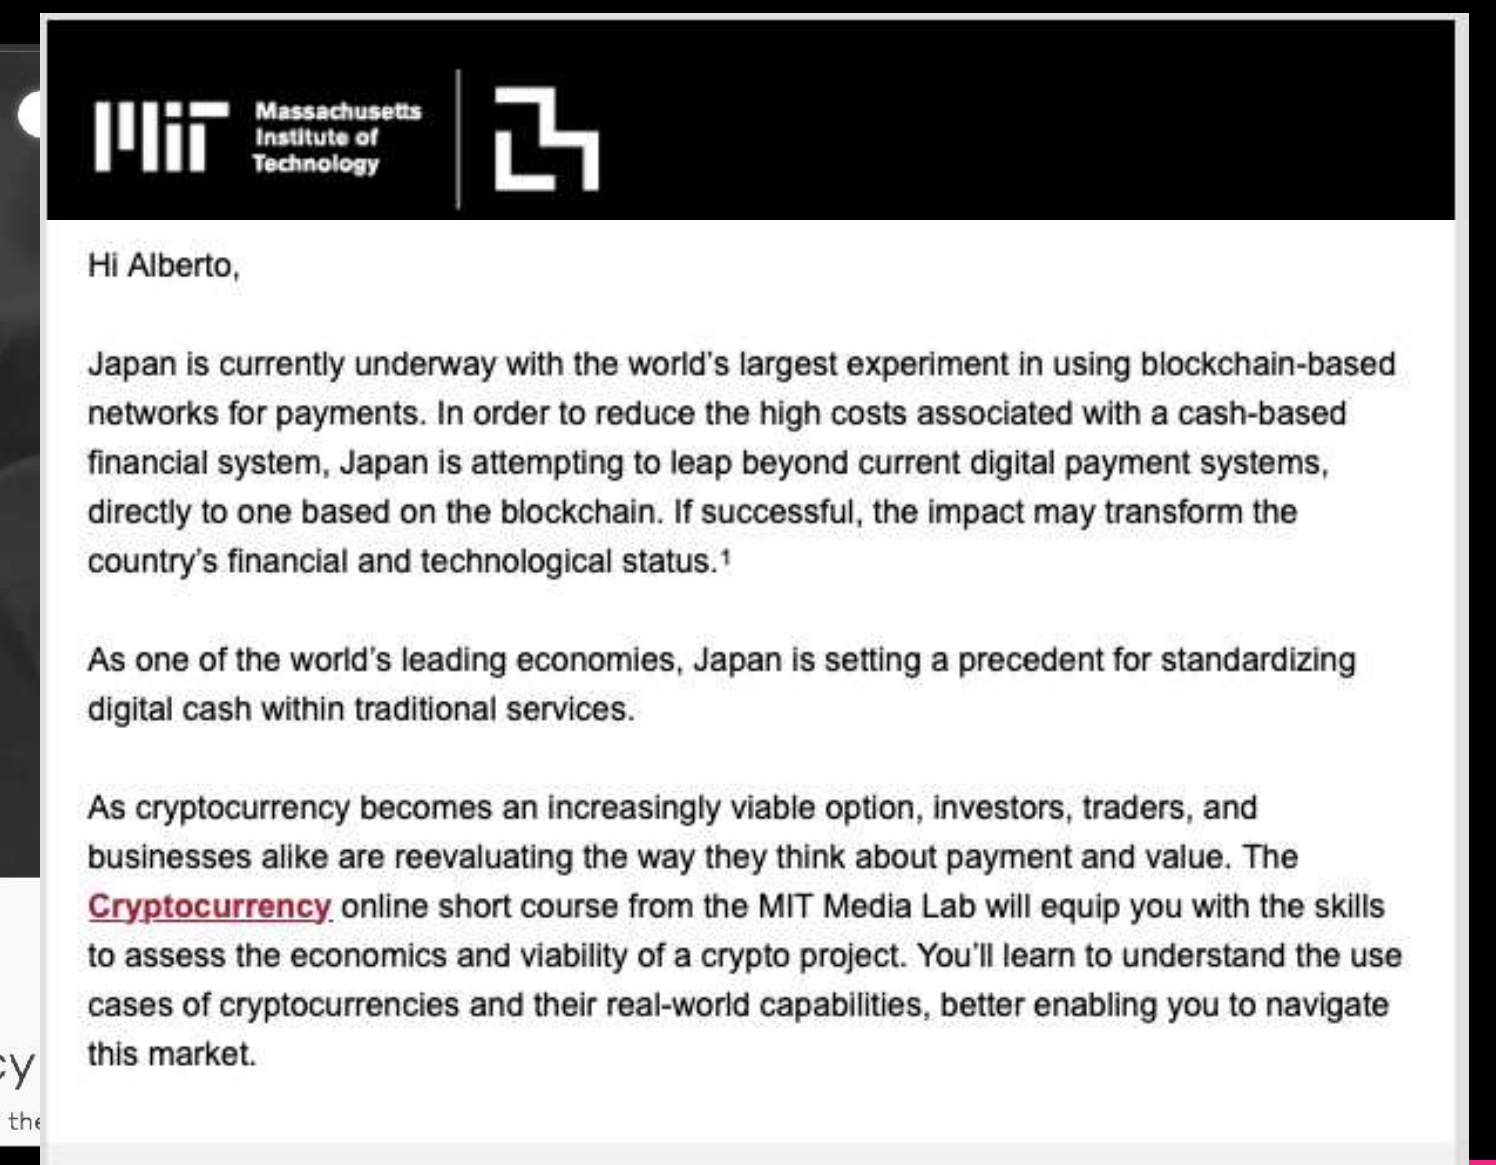 MIT Massachusetts
Institute of
Technology
Hi Alberto,
Japan is currently underway with the world's largest experiment in using blockchain-based
networks for payments. In order to reduce the high costs associated with a cash-based
financial system, Japan is attempting to leap beyond current digital payment systems,
directly to one based on the blockchain. If successful, the impact may transform the
country's financial and technological status.¹
As one of the world's leading economies, Japan is setting a precedent for standardizing
digital cash within traditional services.
As cryptocurrency becomes an increasingly viable option, investors, traders, and
businesses alike are reevaluating the way they think about payment and value. The
Cryptocurrency online short course from the MIT Media Lab will equip you with the skills
to assess the economics and viability of a crypto project. You'll learn to understand the use
cases of cryptocurrencies and their real-world capabilities, better enabling you to navigate
this market.
cy
the